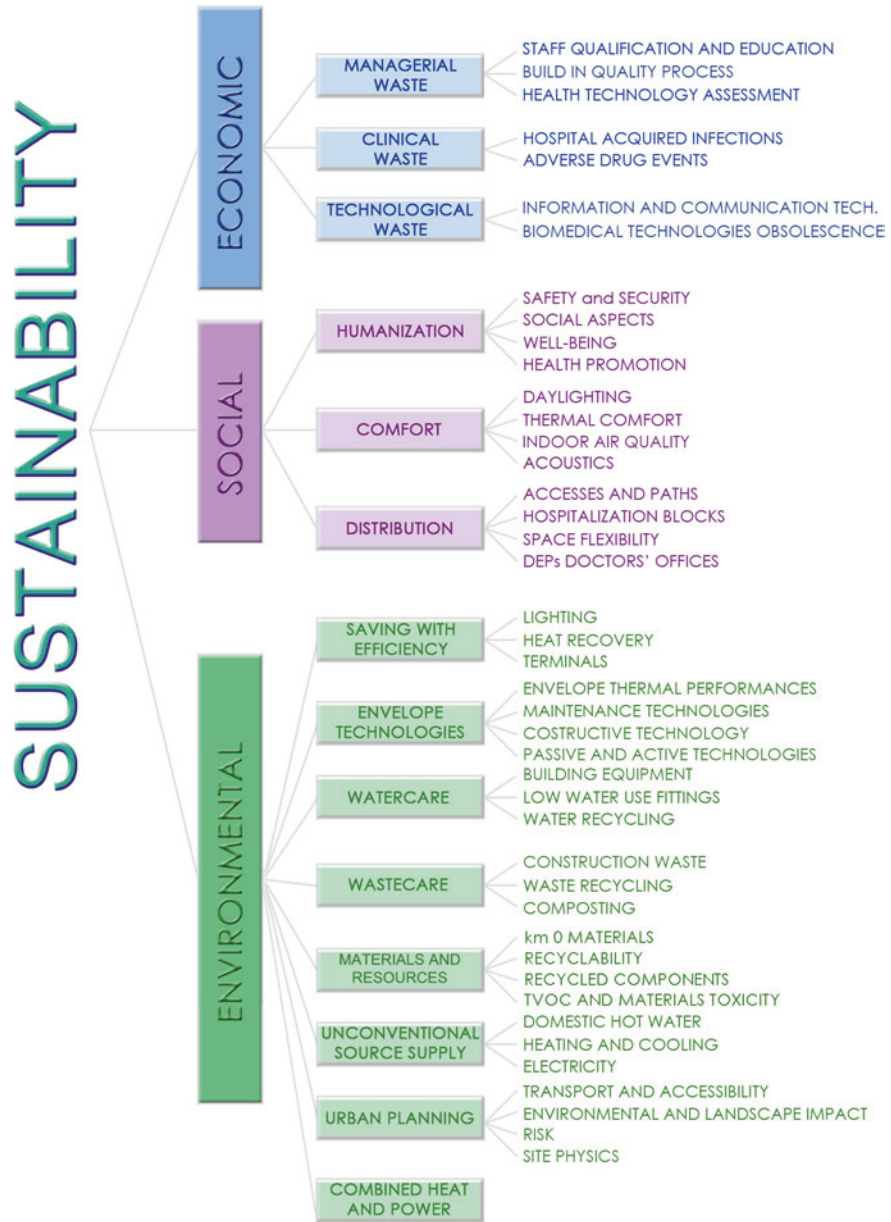 SUSTAINABILITY
ECONOMIC
MANAGERIAL
WASTE
STAFF QUALIFICATION AND EDUCATION
BUILD IN QUALITY PROCESS
HEALTH TECHNOLOGY ASSESSMENT
CLINICAL
WASTE
HOSPITAL ACQUIRED INFECTIONS
ADVERSE DRUG EVENTS
TECHNOLOGICAL
WASTE
INFORMATION AND COMMUNICATION TECH.
BIOMEDICAL TECHNOLOGIES OBSOLESCENCE
SOCIAL
HUMANIZATION
SAFETY and SECURITY
SOCIAL ASPECTS
WELL-BEING
HEALTH PROMOTION
COMFORT
DAYLIGHTING
THERMAL COMFORT
INDOOR AIR QUALITY
ACOUSTICS
DISTRIBUTION
ACCESSES AND PATHS
HOSPITALIZATION BLOCKS
SPACE FLEXIBILITY
DEPs DOCTORS' OFFICES
ENVIRONMENTAL
SAVING WITH
EFFICIENCY
LIGHTING
HEAT RECOVERY
TERMINALS
ENVELOPE
TECHNOLOGIES
ENVELOPE THERMAL PERFORMANCES
MAINTENANCE TECHNOLOGIES
COSTRUCTIVE TECHNOLOGY
PASSIVE AND ACTIVE TECHNOLOGIES
WATERCARE
BUILDING EQUIPMENT
LOW WATER USE FITTINGS
WATER RECYCLING
WASTECARE
CONSTRUCTION WASTE
WASTE RECYCLING
COMPOSTING
MATERIALS AND
RESOURCES
km 0 MATERIALS
RECYCLABILITY
RECYCLED COMPONENTS
TVOC AND MATERIALS TOXICITY
UNCONVENTIONAL
SOURCE SUPPLY
DOMESTIC HOT WATER
HEATING AND COOLING
ELECTRICITY
URBAN PLANNING
TRANSPORT AND ACCESSIBILITY
ENVIRONMENTAL AND LANDSCAPE IMPACT
RISK
SITE PHYSICS
COMBINED HEAT
AND POWER